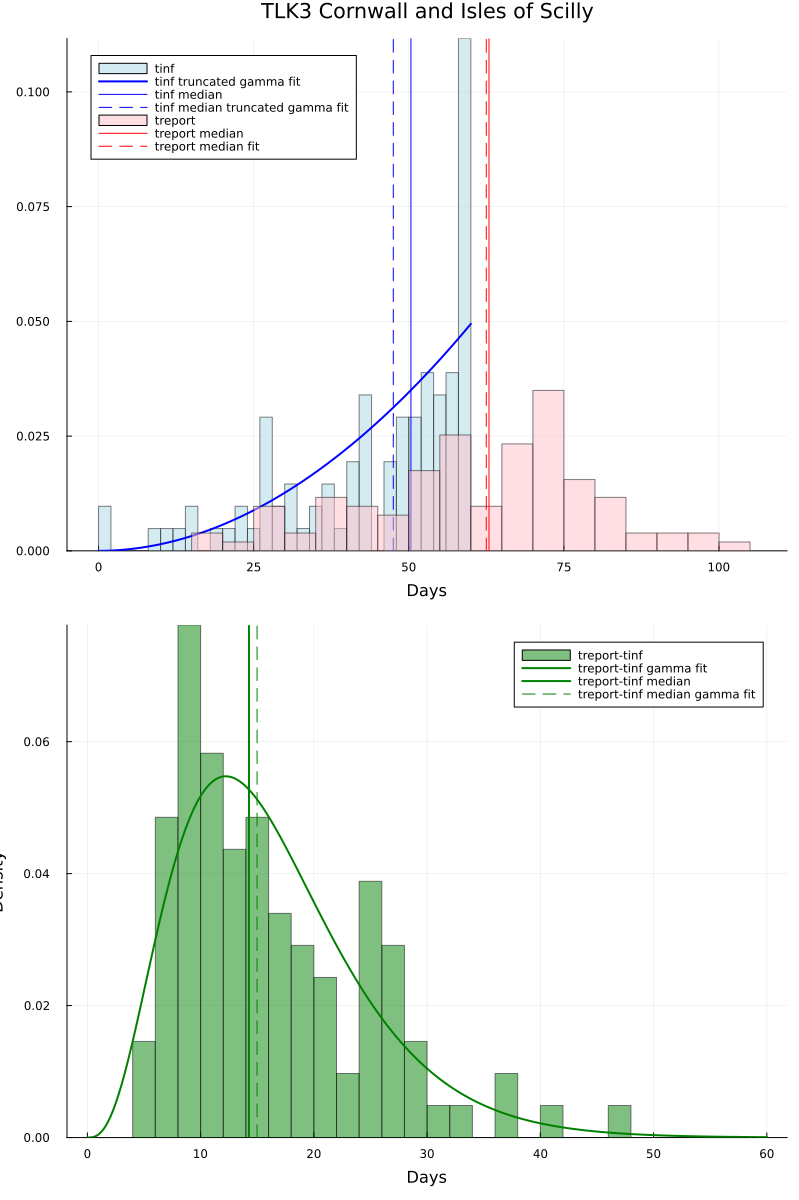 TLK3 Cornwall and Isles of Scilly
tinf
tinf truncated gamma fit
tinf median
tinf median truncated gamma fit
treport
treport median
treport median fit
0.100
0.075
0.050
0.025
0.000
0 25 50 75 100
Days
treport-tinf
treport-tinf gamma fit
treport-tinf median
treport-tinf median gamma fit
0.06
0.04
0.02
0.00
0 10 20 30 40 50 60
Days